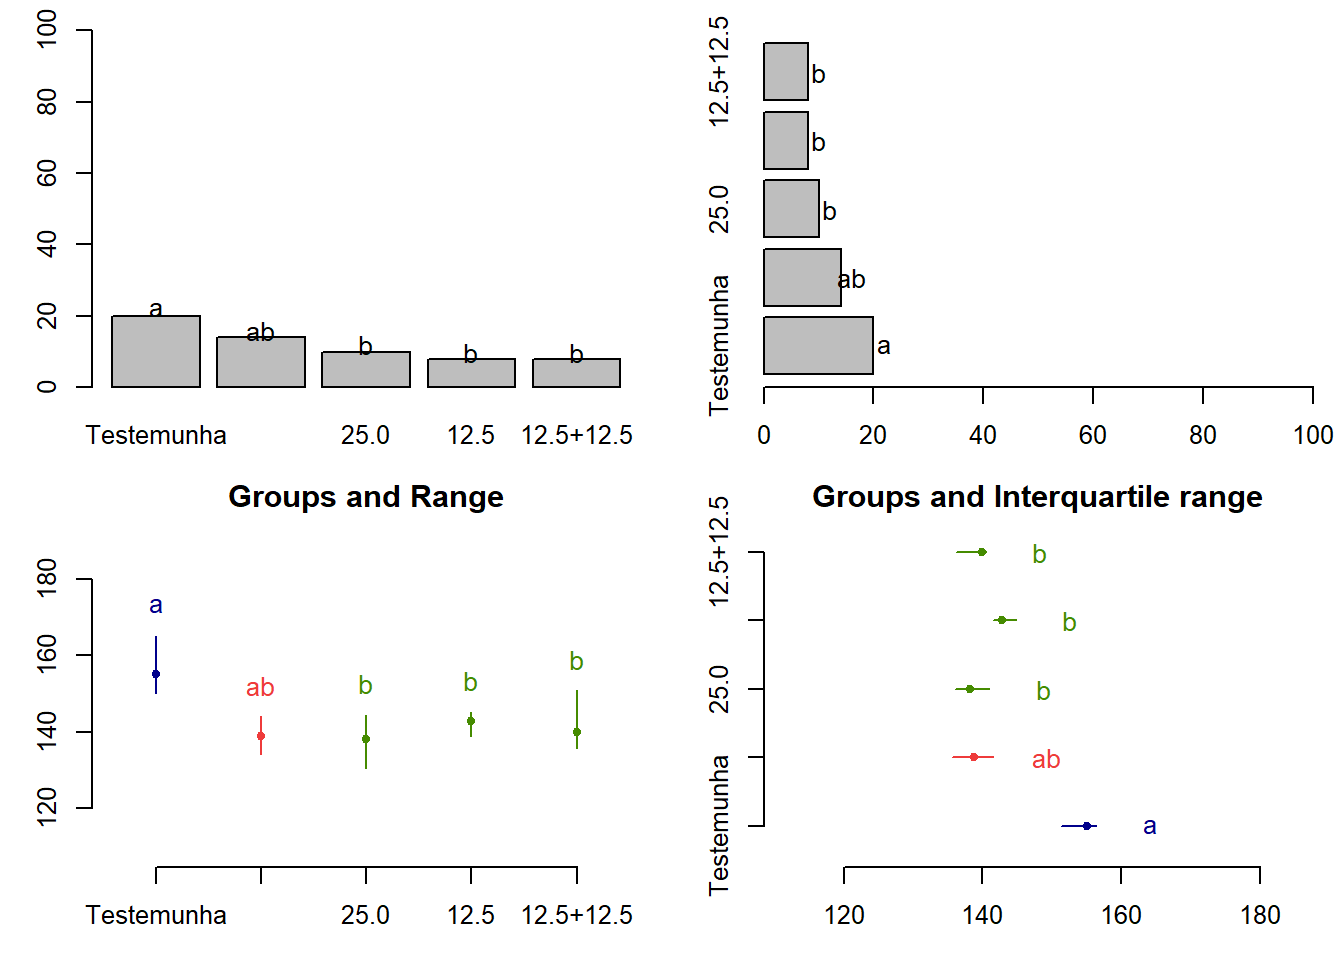 100
80
60
40
20
0
a
ab
b
b
b
Testemunha
25.0
12.5
12.5+12.5
12.5+12.5
25.0
Testemunha
b
b
b
ab
a
0
20
40
60
80
100
Groups and Range
180
160
140
120
a
ab
b
b
b
Testemunha
25.0
12.5
12.5+12.5
Groups and Interquartile range
12.5+12.5
25.0
Testemunha
b
b
b
ab
a
120
140
160
180